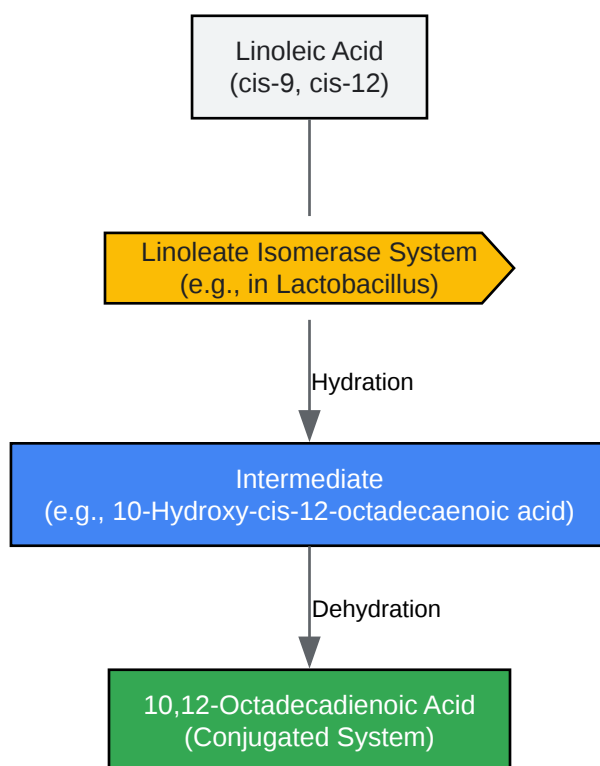 Linoleic Acid
(cis-9, cis-12)
Linoleate Isomerase System
(e.g., in Lactobacillus)
Hydration
Intermediate
(e.g., 10-Hydroxy-cis-12-octadecaenoic acid)
Dehydration
10,12-Octadecadienoic Acid
(Conjugated System)